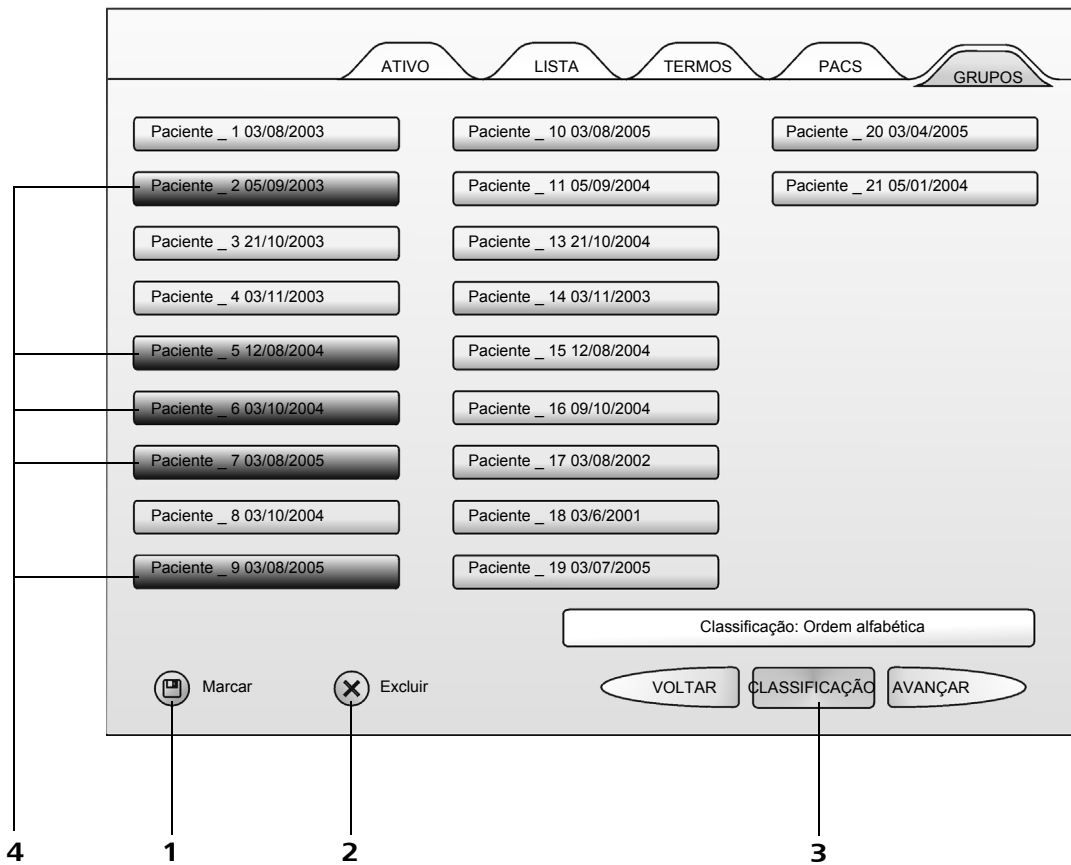 ATIVO LISTA TERMOS PACS GRUPOS
Paciente _ 1 03/08/2003
Paciente _ 2 05/09/2003
Paciente _ 3 21/10/2003
Paciente _ 4 03/11/2003
Paciente _ 5 12/08/2004
Paciente _ 6 03/10/2004
Paciente _ 7 03/08/2005
Paciente _ 8 03/10/2004
Paciente _ 9 03/08/2005
Paciente _ 10 03/08/2005
Paciente _ 11 05/09/2004
Paciente _ 13 21/10/2004
Paciente _ 14 03/11/2003
Paciente _ 15 12/08/2004
Paciente _ 16 09/10/2004
Paciente _ 17 03/08/2002
Paciente _ 18 03/6/2001
Paciente _ 19 03/07/2005
Paciente _ 20 03/04/2005
Paciente _ 21 05/01/2004
Classificação: Ordem alfabética
Marcar Excluir VOLTAR CLASSIFICAÇÃO AVANÇAR
4 1 2 3